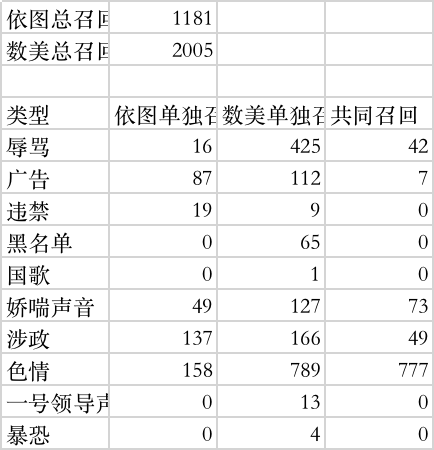 依图总召回 1181
数美总召回 2005
类型 依图单独召 数美单独召 共同召回
辱骂 16 425 42
广告 87 112 7
违禁 19 9 0
黑名单 0 65 0
国歌 0 1 0
娇喘声音 49 127 73
涉政 137 166 49
色情 158 789 777
一号领导声 0 13 0
暴恐 0 4 0